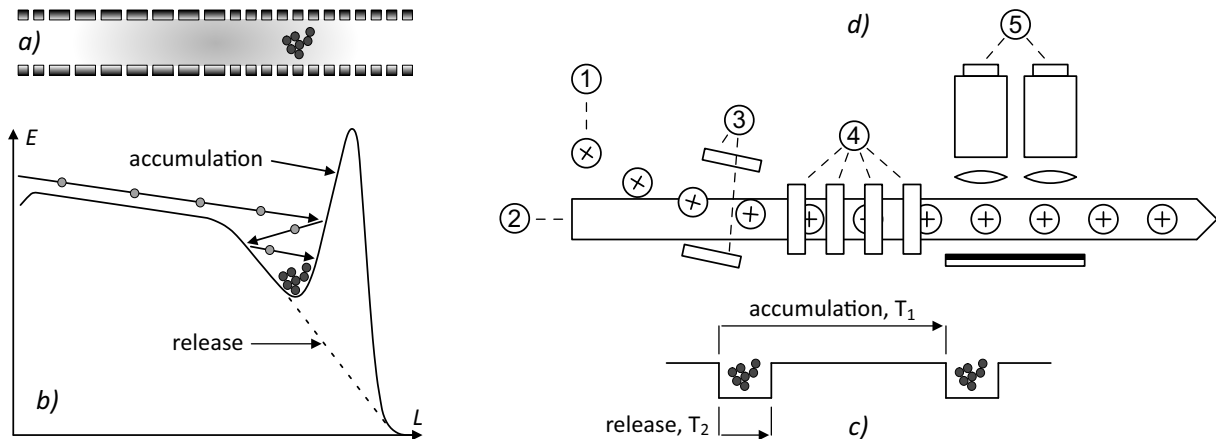 a)
E
accumulation
release
b)
L
d)
1
2
3
4
5
accumulation, T₁
release, T₂
c)